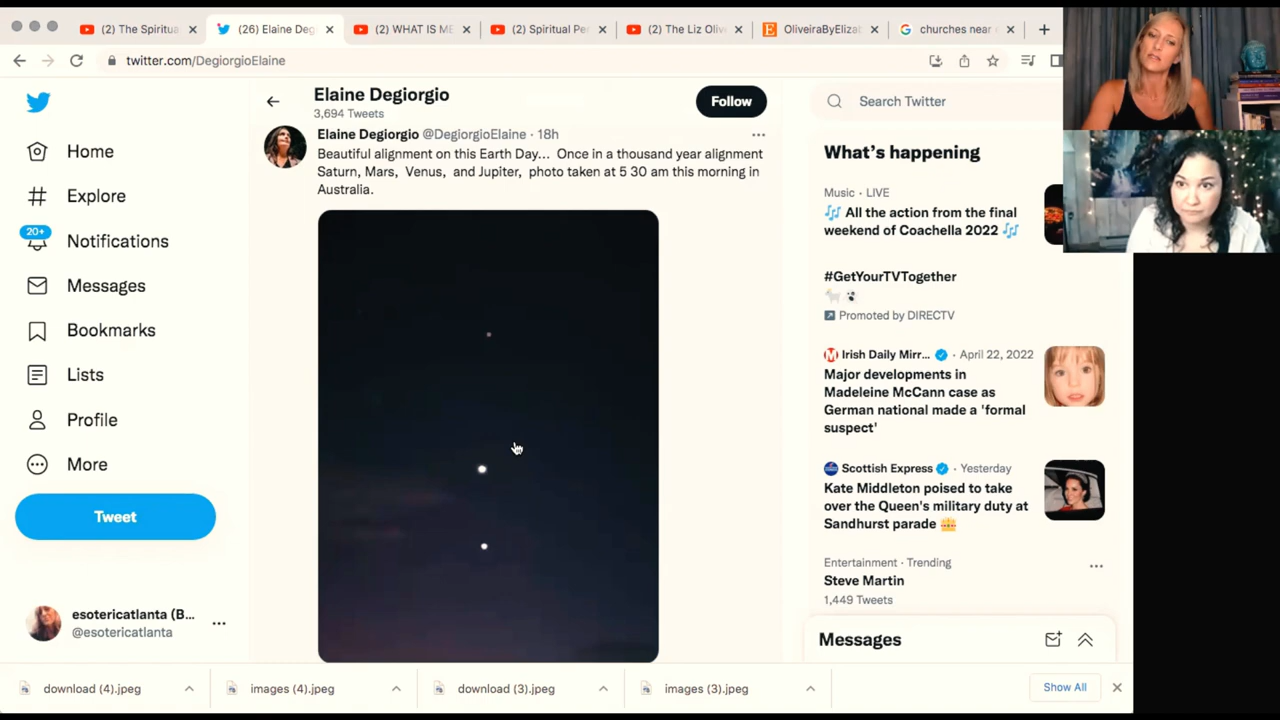 (2) The Spiritua
(26) Elaine Deg
(2) WHAT IS ME
(2) Spiritual Pe
(2) The Liz Oliv
OliveiraByElizab
churches near
twitter.com/DegiorgioElaine
Home
Explore
20+
Notifications
Messages
Bookmarks
Lists
Profile
More
Tweet
esotericatlanta (B...
@esotericatlanta
Elaine Degiorgio
3,694 Tweets
Follow
Elaine Degiorgio @DegiorgioElaine · 18h
Beautiful alignment on this Earth Day... Once in a thousand year alignment
Saturn, Mars, Venus, and Jupiter, photo taken at 5 30 am this morning in
Australia.
Search Twitter
What's happening
Music · LIVE
🎶 All the action from the final
weekend of Coachella 2022 🎶
#GetYourTVTogether
Promoted by DIRECTV
Irish Daily Mirr... · April 22, 2022
Major developments in
Madeleine McCann case as
German national made a 'formal
suspect'
Scottish Express · Yesterday
Kate Middleton poised to take
over the Queen's military duty at
Sandhurst parade 👑
Entertainment · Trending
Steve Martin
1,449 Tweets
Messages
download (4).jpeg
images (4).jpeg
download (3).jpeg
images (3).jpeg
Show All